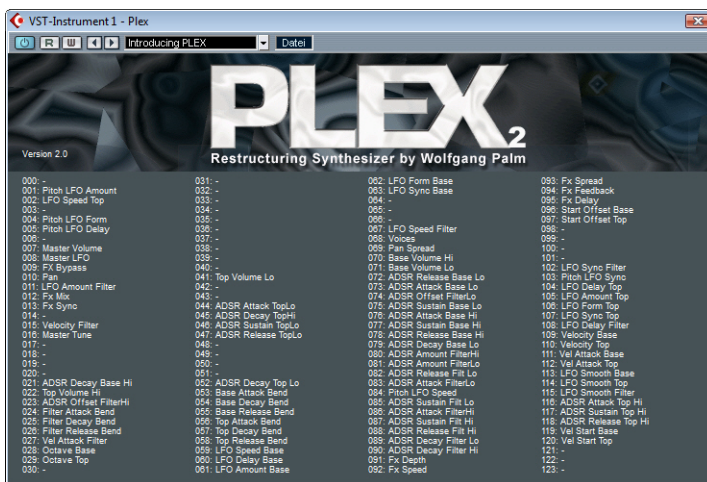 VST-Instrument 1 - Plex
R W Introducing PLEX Datei
PLEX2
Version 2.0
Restructuring Synthesizer by Wolfgang Palm
000: -
001: Pitch LFO Amount
002: LFO Speed Top
003: -
004: Pitch LFO Form
005: Pitch LFO Delay
006: -
007: Master Volume
008: Master LFO
009: FX Bypass
010: Pan
011: LFO Amount Filter
012: Fx Mix
013: Fx Sync
014: -
015: Velocity Filter
016: Master Tune
017: -
018: -
019: -
020: -
021: ADSR Decay Base Hi
022: Top Volume Hi
023: ADSR Offset FilterHi
024: Filter Attack Bend
025: Filter Decay Bend
026: Filter Release Bend
027: Vel Attack Filter
028: Octave Base
029: Octave Top
030: -
031: -
032: -
033: -
034: -
035: -
036: -
037: -
038: -
039: -
040: -
041: Top Volume Lo
042: -
043: -
044: ADSR Attack TopLo
045: ADSR Decay TopHi
046: ADSR Sustain TopLo
047: ADSR Release TopLo
048: -
049: -
050: -
051: -
052: ADSR Decay Top Lo
053: Base Attack Bend
054: Base Decay Bend
055: Base Release Bend
056: Top Attack Bend
057: Top Decay Bend
058: Top Release Bend
059: LFO Speed Base
060: LFO Delay Base
061: LFO Amount Base
062: LFO Form Base
063: LFO Sync Base
064: -
065: -
066: -
067: LFO Speed Filter
068: Voices
069: Pan Spread
070: Base Volume Hi
071: Base Volume Lo
072: ADSR Release Base Lo
073: ADSR Attack Base Lo
074: ADSR Offset FilterLo
075: ADSR Sustain Base Lo
076: ADSR Attack Base Hi
077: ADSR Sustain Base Hi
078: ADSR Release Base Hi
079: ADSR Decay Base Lo
080: ADSR Amount FilterHi
081: ADSR Amount FilterLo
082: ADSR Release Filt Lo
083: ADSR Attack FilterLo
084: Pitch LFO Speed
085: ADSR Sustain Filt Lo
086: ADSR Attack FilterHi
087: ADSR Sustain Filt Hi
088: ADSR Release Filt Hi
089: ADSR Decay Filter Lo
090: ADSR Decay Filter Hi
091: Fx Depth
092: Fx Speed
093: Fx Spread
094: Fx Feedback
095: Fx Delay
096: Start Offset Base
097: Start Offset Top
098: -
099: -
100: -
101: -
102: LFO Sync Filter
103: Pitch LFO Sync
104: LFO Delay Top
105: LFO Amount Top
106: LFO Form Top
107: LFO Sync Top
108: LFO Delay Filter
109: Velocity Base
110: Velocity Top
111: Vel Attack Base
112: Vel Attack Top
113: LFO Smooth Base
114: LFO Smooth Top
115: LFO Smooth Filter
116: ADSR Attack Top Hi
117: ADSR Sustain Top Hi
118: ADSR Release Top Hi
119: Vel Start Base
120: Vel Start Top
121: -
122: -
123: -